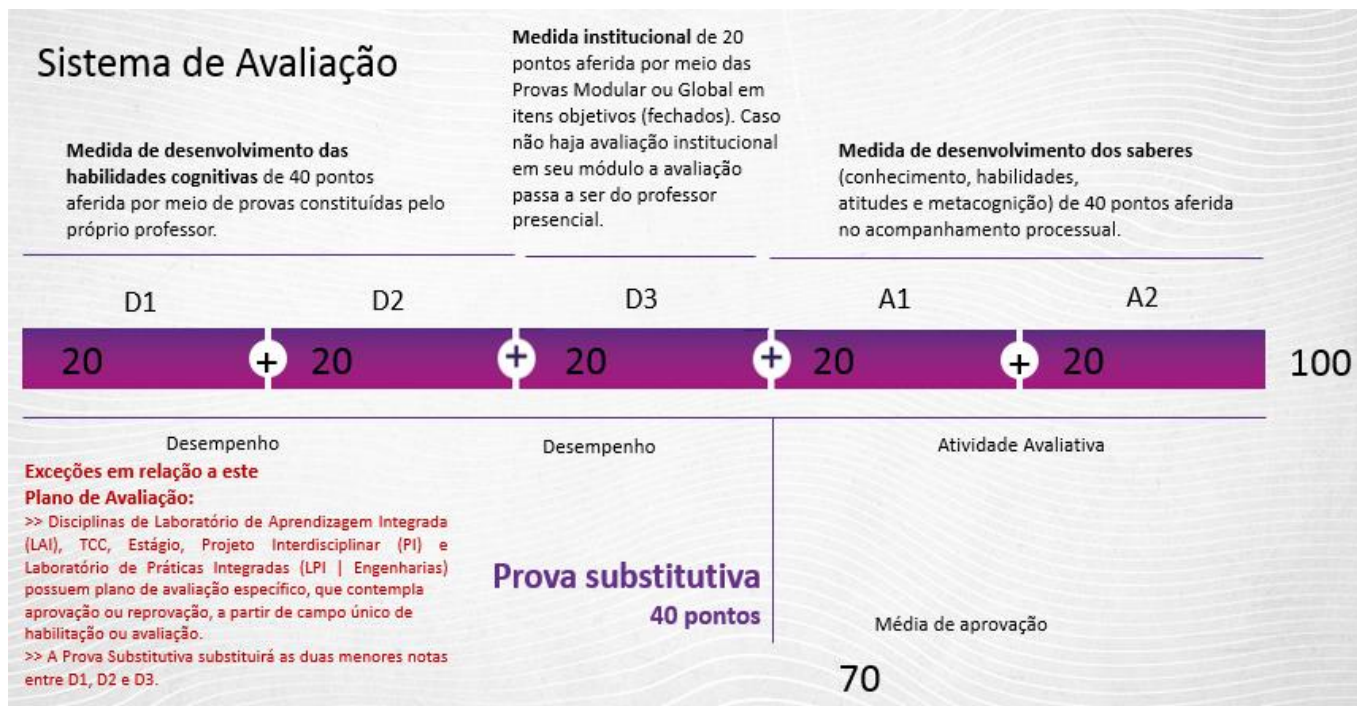 Sistema de Avaliação
Medida de desenvolvimento das
habilidades cognitivas de 40 pontos
aferida por meio de provas constituídas pelo
próprio professor.
Medida institucional de 20
pontos aferida por meio das
Provas Modular ou Global em
itens objetivos (fechados). Caso
não haja avaliação institucional
em seu módulo a avaliação
passa a ser do professor
presencial.
Medida de desenvolvimento dos saberes
(conhecimento, habilidades,
atitudes e metacognição) de 40 pontos aferida
no acompanhamento processual.
D1 D2 D3 A1 A2
20 + 20 + 20 + 20 + 20 100
Desempenho Desempenho Atividade Avaliativa
Exceções em relação a este
Plano de Avaliação:
>> Disciplinas de Laboratório de Aprendizagem Integrada
(LAI), TCC, Estágio, Projeto Interdisciplinar (PI) e
Laboratório de Práticas Integradas (LPI | Engenharias)
possuem plano de avaliação específico, que contempla
aprovação ou reprovação, a partir de campo único de
habilitação ou avaliação.
>> A Prova Substitutiva substituirá as duas menores notas
entre D1, D2 e D3.
Prova substitutiva
40 pontos
Média de aprovação
70